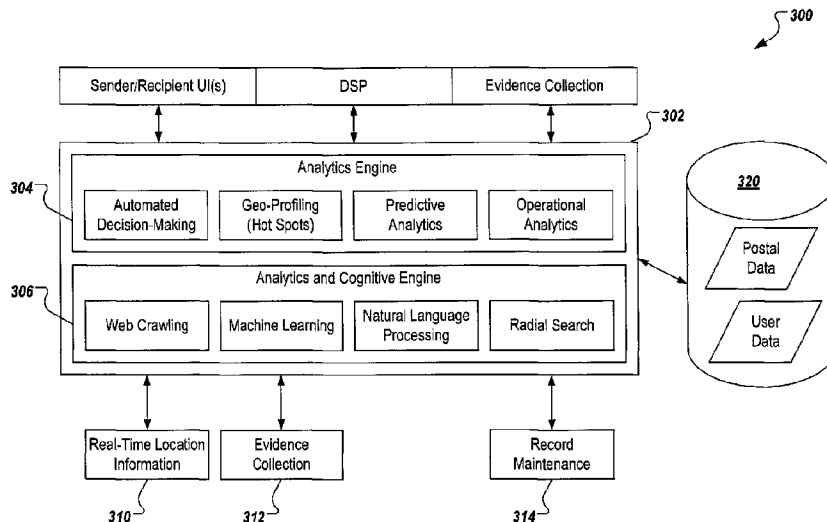 300
Sender/Recipient UI(s)
DSP
Evidence Collection
302
Analytics Engine
304
Automated
Decision-Making
Geo-Profiling
(Hot Spots)
Predictive
Analytics
Operational
Analytics
320
Postal
Data
User
Data
Analytics and Cognitive Engine
306
Web Crawling
Machine Learning
Natural Language
Processing
Radial Search
Real-Time Location
Information
Evidence
Collection
Record
Maintenance
310
312
314